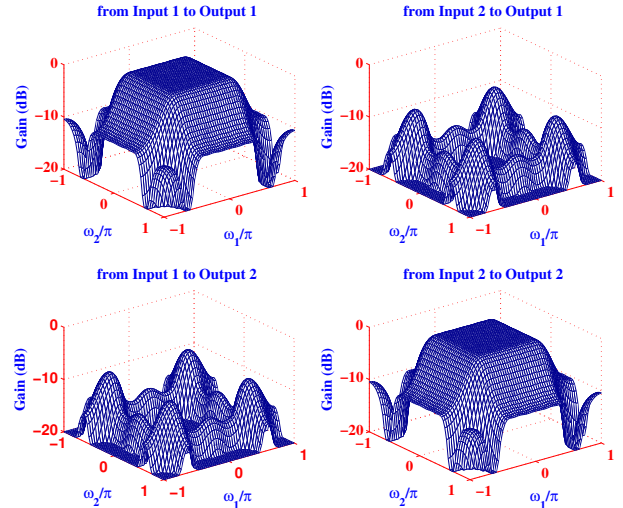 from Input 1 to Output 1
0
−10
−20
Gain (dB)
−1
0
1
ω2/π
−1
0
1
ω1/π
from Input 2 to Output 1
0
−10
−20
Gain (dB)
−1
0
1
ω2/π
−1
0
1
ω1/π
from Input 1 to Output 2
0
−10
−20
Gain (dB)
−1
0
1
ω2/π
−1
0
1
ω1/π
from Input 2 to Output 2
0
−10
−20
Gain (dB)
−1
0
1
ω2/π
−1
0
1
ω1/π